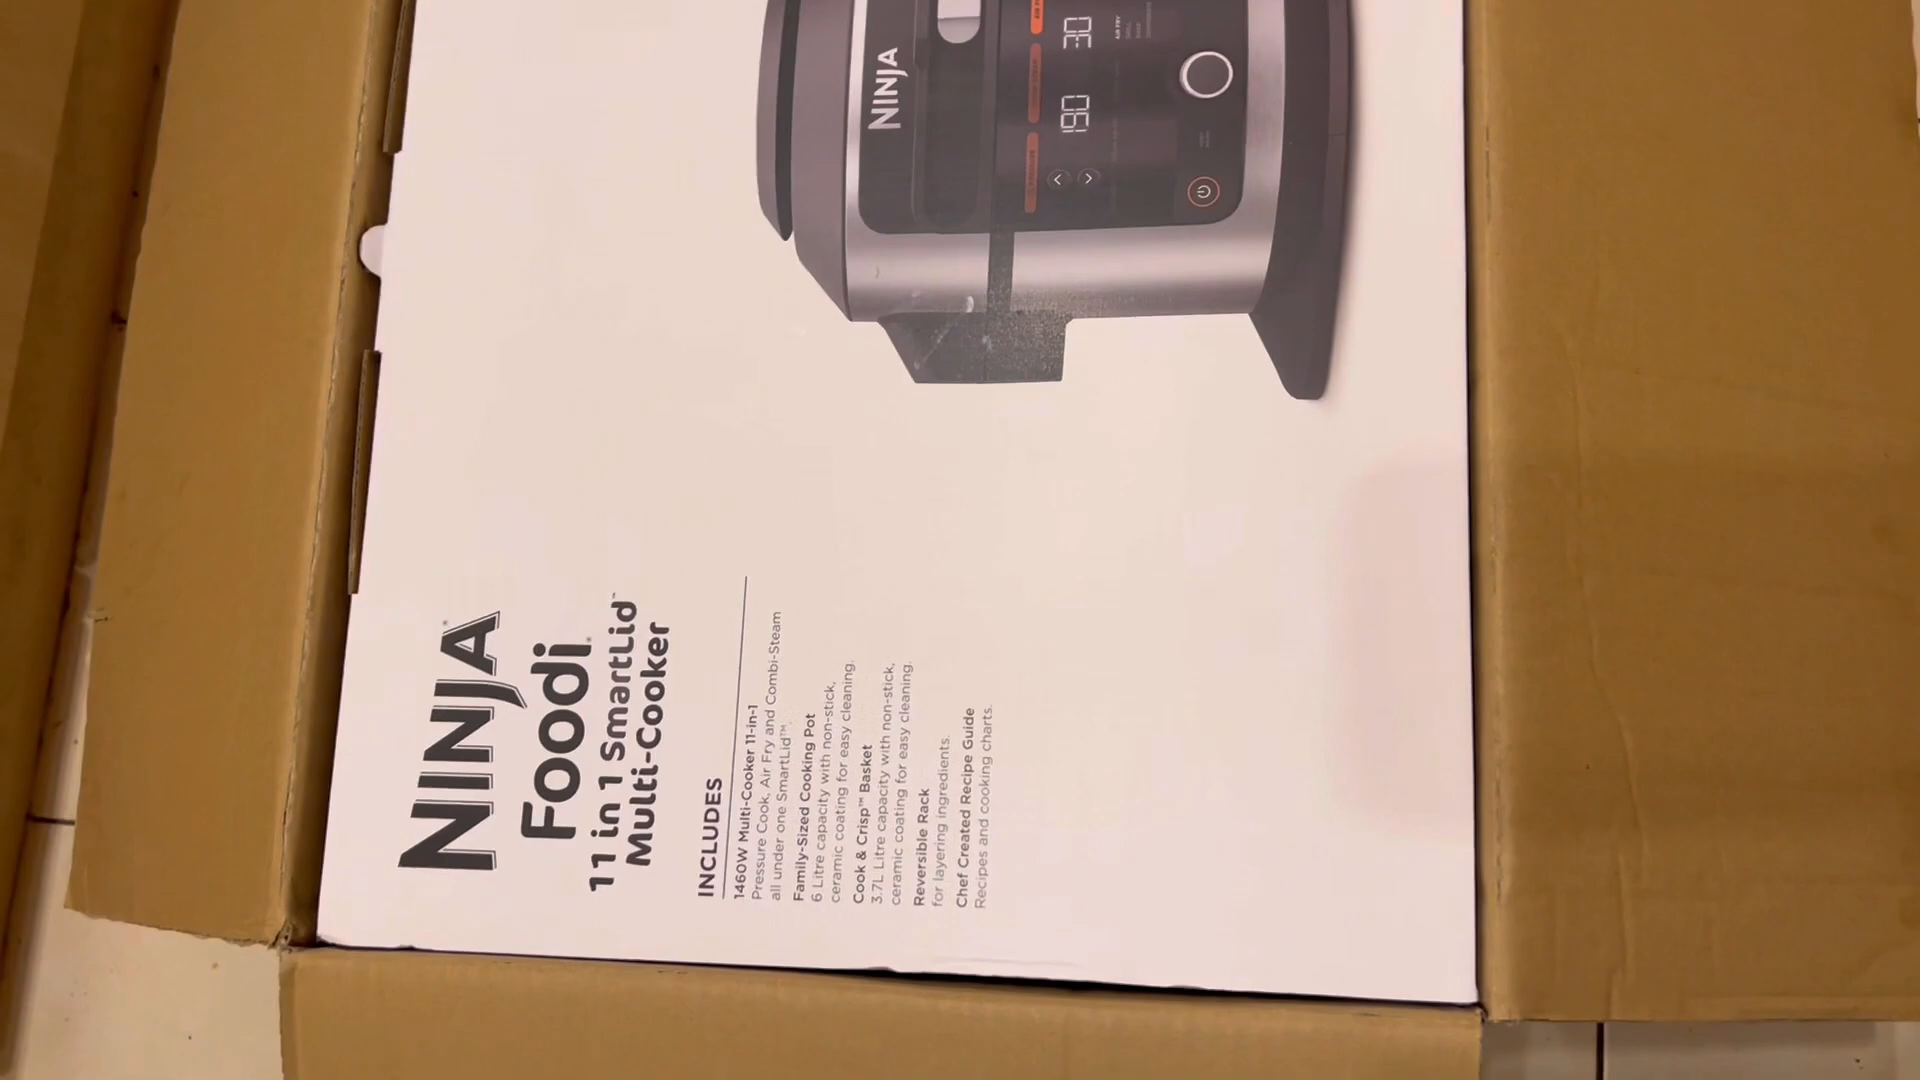 NINJA
Foodi
11 in 1 SmartLid™
Multi-Cooker
INCLUDES
1460W Multi-Cooker 11-in-1
Pressure Cook, Air Fry and Combi-Steam
all under one SmartLid™.
Family-Sized Cooking Pot
6 Litre capacity with non-stick,
ceramic coating for easy cleaning.
Cook & Crisp™ Basket
3.7L Litre capacity with non-stick,
ceramic coating for easy cleaning.
Reversible Rack
for layering ingredients.
Chef Created Recipe Guide
Recipes and cooking charts.
NINJA
190 30
AIR FRY